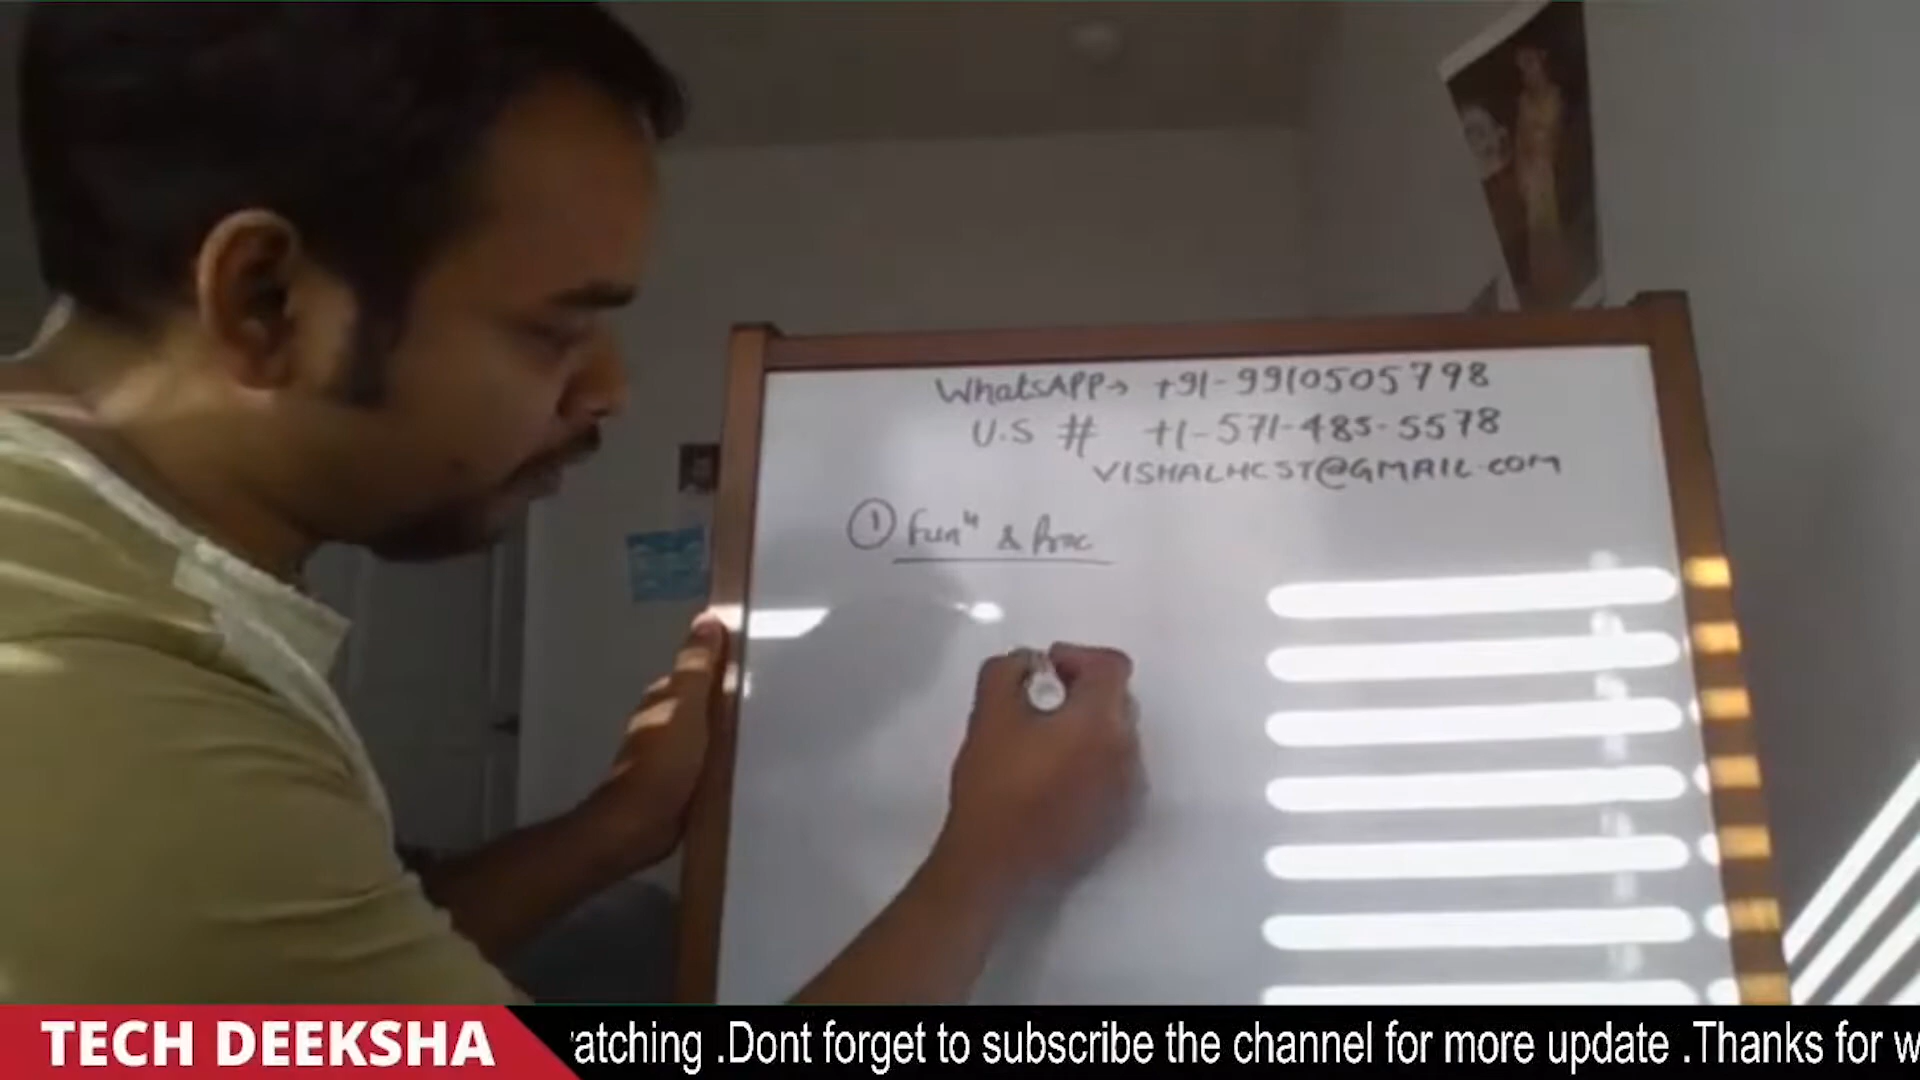 WhatsAPP→ +91-9910505798
U.S # +1-571-485-5578
VISHALHCST@GMAIL.COM
① Funⁿ & Proc
TECH DEEKSHA
atching .Dont forget to subscribe the channel for more update .Thanks for w